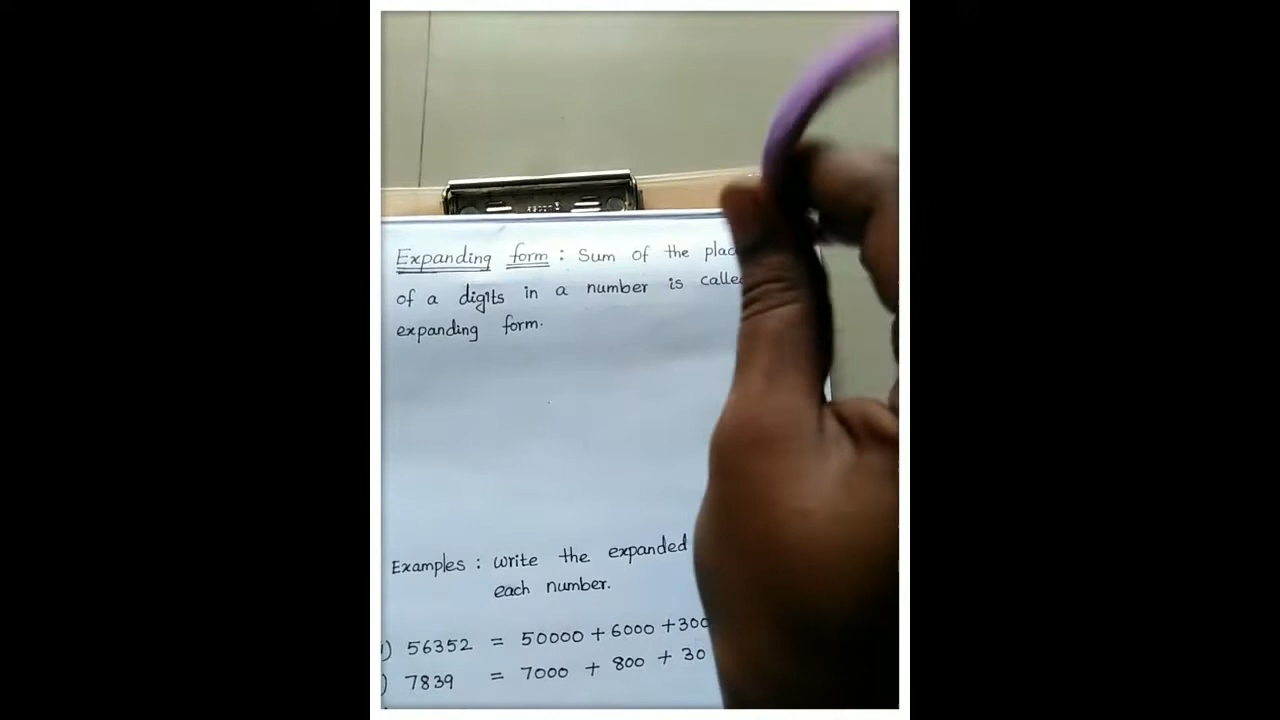 Expanding form : Sum of the
of a digits in a number is
expanding form.
Examples : write the expanded
each number.
) 56352 = 50000 + 6000 + 300
) 7839 = 7000 + 800 + 30